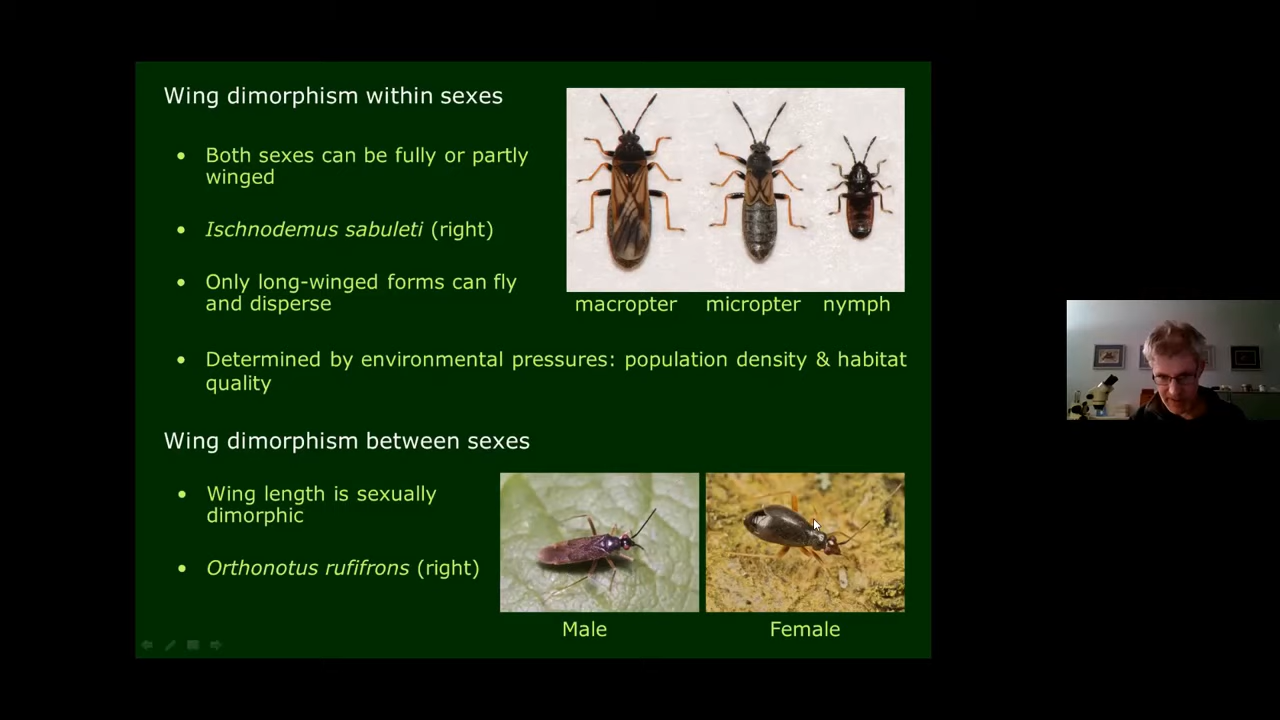 Wing dimorphism within sexes
• Both sexes can be fully or partly
winged
• Ischnodemus sabuleti (right)
• Only long-winged forms can fly
and disperse
macropter micropter nymph
• Determined by environmental pressures: population density & habitat
quality
Wing dimorphism between sexes
• Wing length is sexually
dimorphic
• Orthonotus rufifrons (right)
Male Female